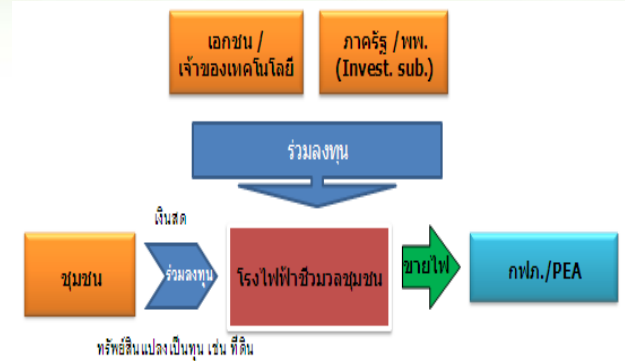 เอกชน /
เจ้าของเทคโนโลยี
ภาครัฐ /พพ.
(Invest. sub.)
ร่วมลงทุน
เงินสด
ชุมชน
ร่วมลงทุน
โรงไฟฟ้าชีวมวลชุมชน
ขายไฟ
กฟภ./PEA
ทรัพย์สินแปลงเป็นทุน เช่น ที่ดิน